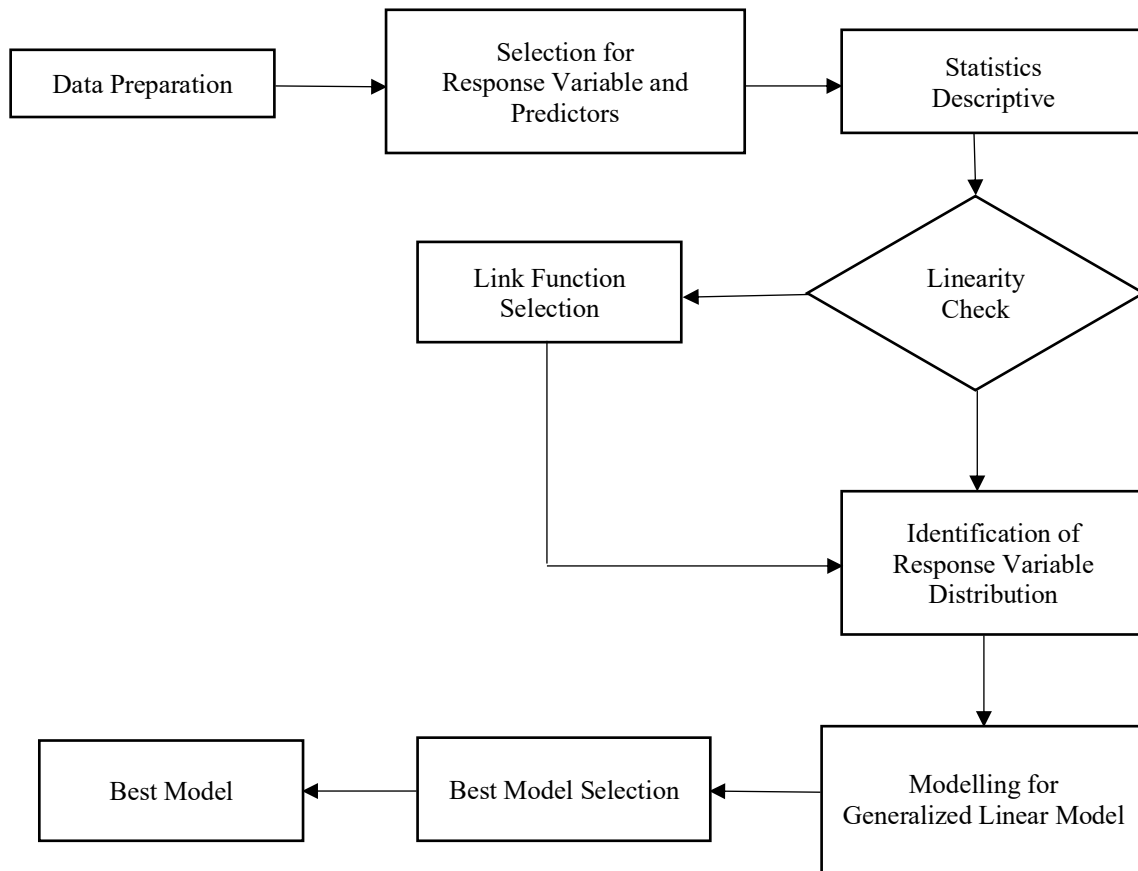 Data Preparation
Selection for
Response Variable and
Predictors
Statistics
Descriptive
Linearity
Check
Link Function
Selection
Identification of
Response Variable
Distribution
Modelling for
Generalized Linear Model
Best Model Selection
Best Model